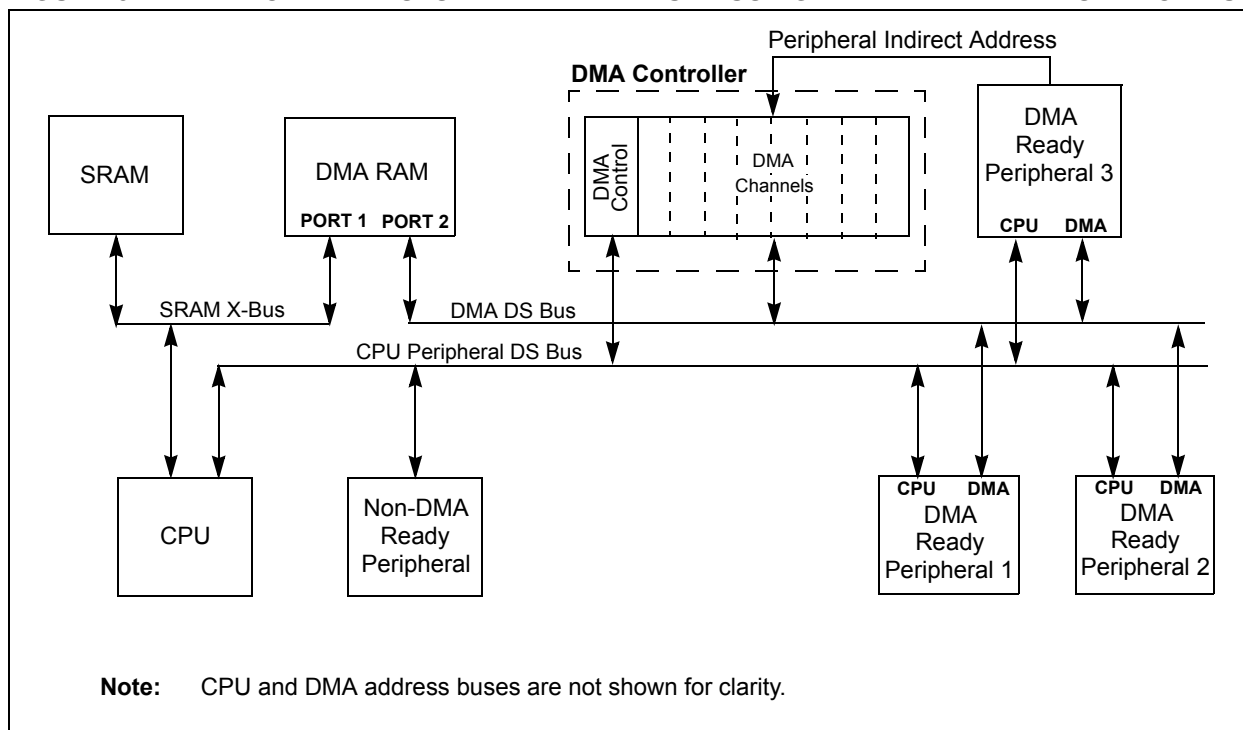 Peripheral Indirect Address
DMA Controller
SRAM
DMA RAM
PORT 1 PORT 2
DMA
Control
DMA
Channels
DMA
Ready
Peripheral 3
CPU DMA
SRAM X-Bus
DMA DS Bus
CPU Peripheral DS Bus
CPU
Non-DMA
Ready
Peripheral
CPU DMA
DMA
Ready
Peripheral 1
CPU DMA
DMA
Ready
Peripheral 2
Note: CPU and DMA address buses are not shown for clarity.